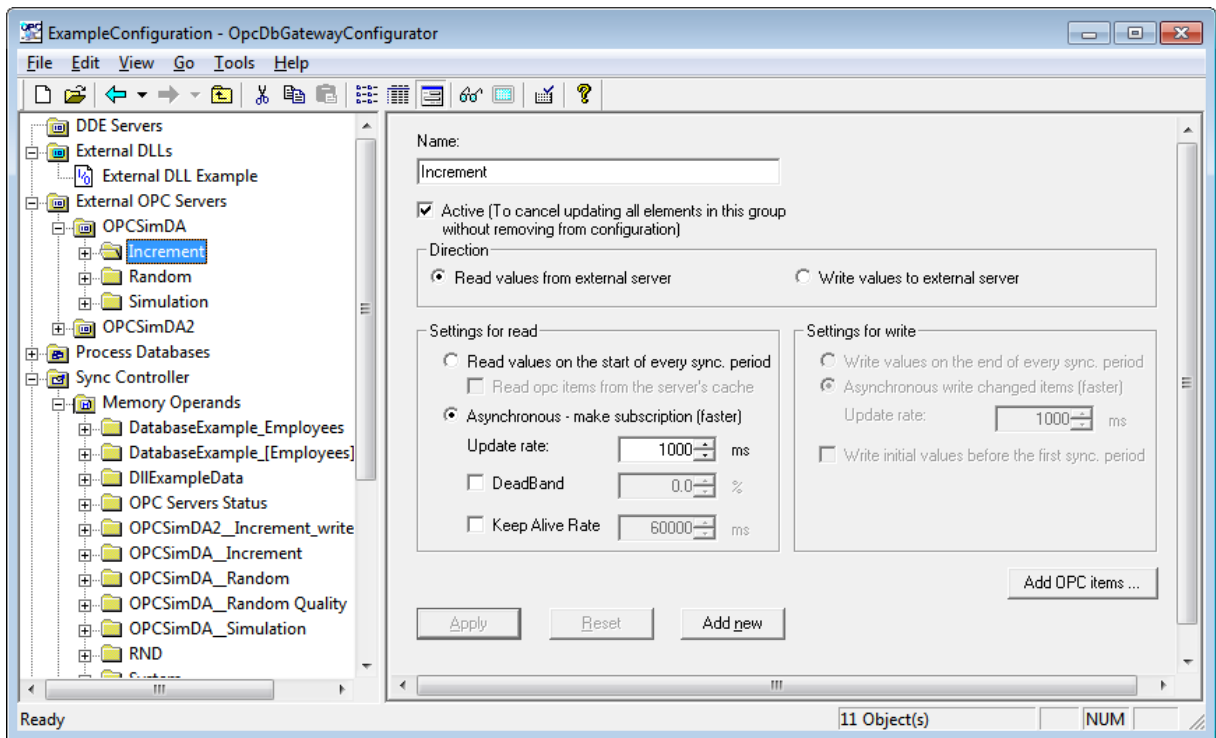 ExampleConfiguration - OpcDbGatewayConfigurator
File Edit View Go Tools Help
DDE Servers
External DLLs
External DLL Example
External OPC Servers
OPCSimDA
Increment
Random
Simulation
OPCSimDA2
Process Databases
Sync Controller
Memory Operands
DatabaseExample_Employees
DatabaseExample_[Employees]
DllExampleData
OPC Servers Status
OPCSimDA2__Increment_write
OPCSimDA__Increment
OPCSimDA__Random
OPCSimDA__Random Quality
OPCSimDA__Simulation
RND
System
Name:
Increment
Active (To cancel updating all elements in this group
without removing from configuration)
Direction
Read values from external server
Write values to external server
Settings for read
Read values on the start of every sync. period
Read opc items from the server's cache
Asynchronous - make subscription (faster)
Update rate: 1000 ms
DeadBand 0.0 %
Keep Alive Rate 60000 ms
Settings for write
Write values on the end of every sync. period
Asynchronous write changed items (faster)
Update rate: 1000 ms
Write initial values before the first sync. period
Add OPC items ...
Apply Reset Add new
Ready 11 Object(s) NUM